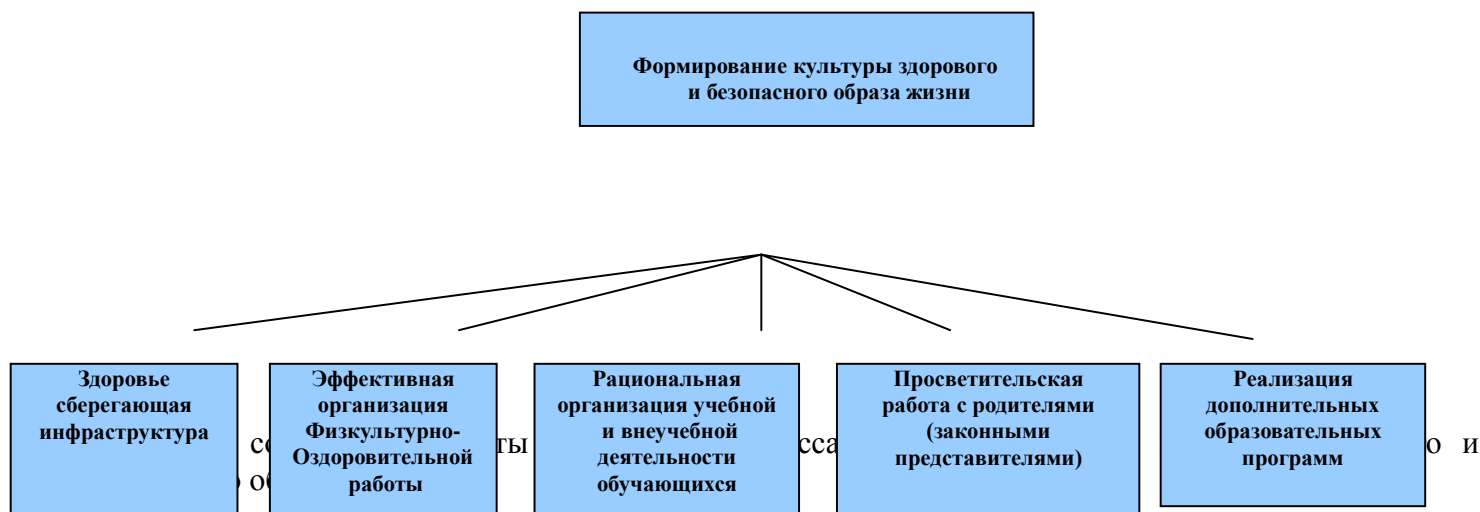 Формирование культуры здорового
и безопасного образа жизни
Здоровье
сберегающая
инфраструктура
Эффективная
организация
Физкультурно-
Оздоровительной
работы
Рациональная
организация учебной
и внеучебной
деятельности
обучающихся
Просветительская
работа с родителями
(законными
представителями)
Реализация
дополнительных
образовательных
программ
и